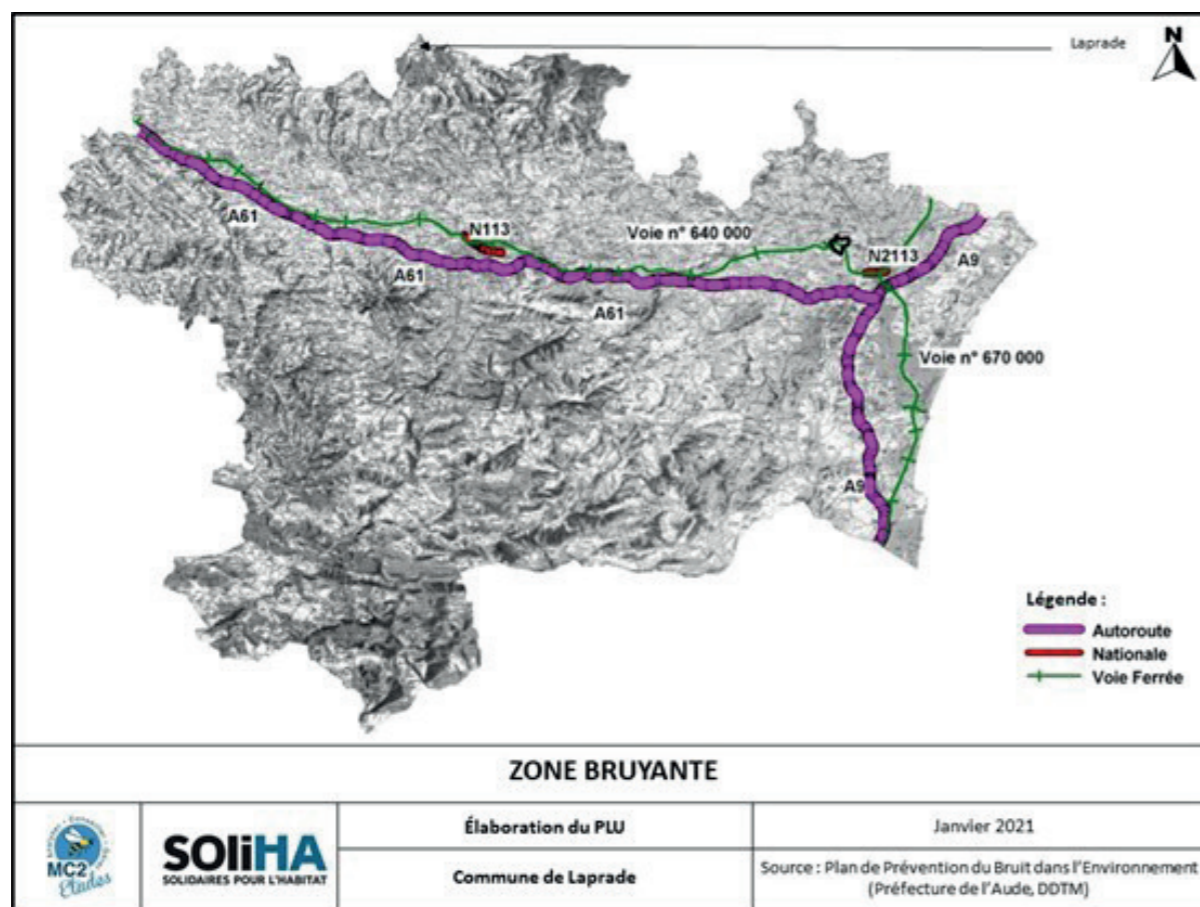 Laprade
N
A61
N113
Voie n° 640 000
N2113
A9
A61
A61
Voie n° 670 000
A9
Légende :
Autoroute
Nationale
Voie Ferrée
ZONE BRUYANTE
MC2
Etudes
SOLiHA
SOLIDAIRES POUR L'HABITAT
Élaboration du PLU
Janvier 2021
Commune de Laprade
Source : Plan de Prévention du Bruit dans l'Environnement
(Préfecture de l'Aude, DDTM)